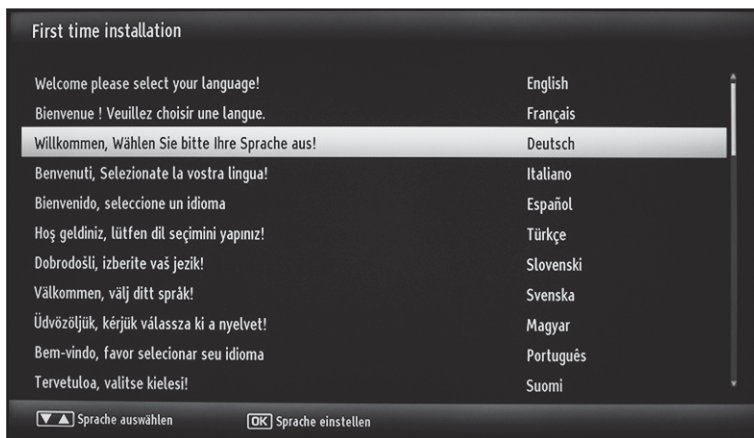 First time installation
Welcome please select your language! English
Bienvenue ! Veuillez choisir une langue. Français
Willkommen, Wählen Sie bitte Ihre Sprache aus! Deutsch
Benvenuti, Selezionate la vostra lingua! Italiano
Bienvenido, seleccione un idioma Español
Hoş geldiniz, lütfen dil seçimini yapınız! Türkçe
Dobrodošli, izberite vaš jezik! Slovenski
Välkommen, välj ditt språk! Svenska
Üdvözöljük, kérjük válassza ki a nyelvet! Magyar
Bem-vindo, favor selecionar seu idioma Português
Tervetuloa, valitse kielesi! Suomi
▼ ▲ Sprache auswählen OK Sprache einstellen